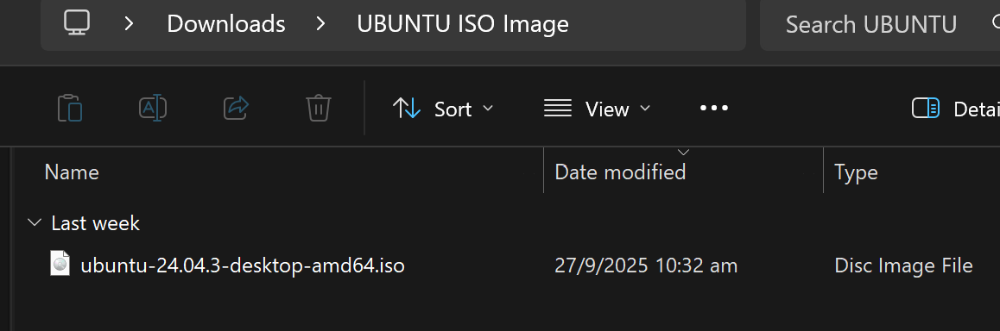 Downloads UBUNTU ISO Image Search UBUNTU
Sort View
Name Date modified Type
Last week
ubuntu-24.04.3-desktop-amd64.iso 27/9/2025 10:32 am Disc Image File